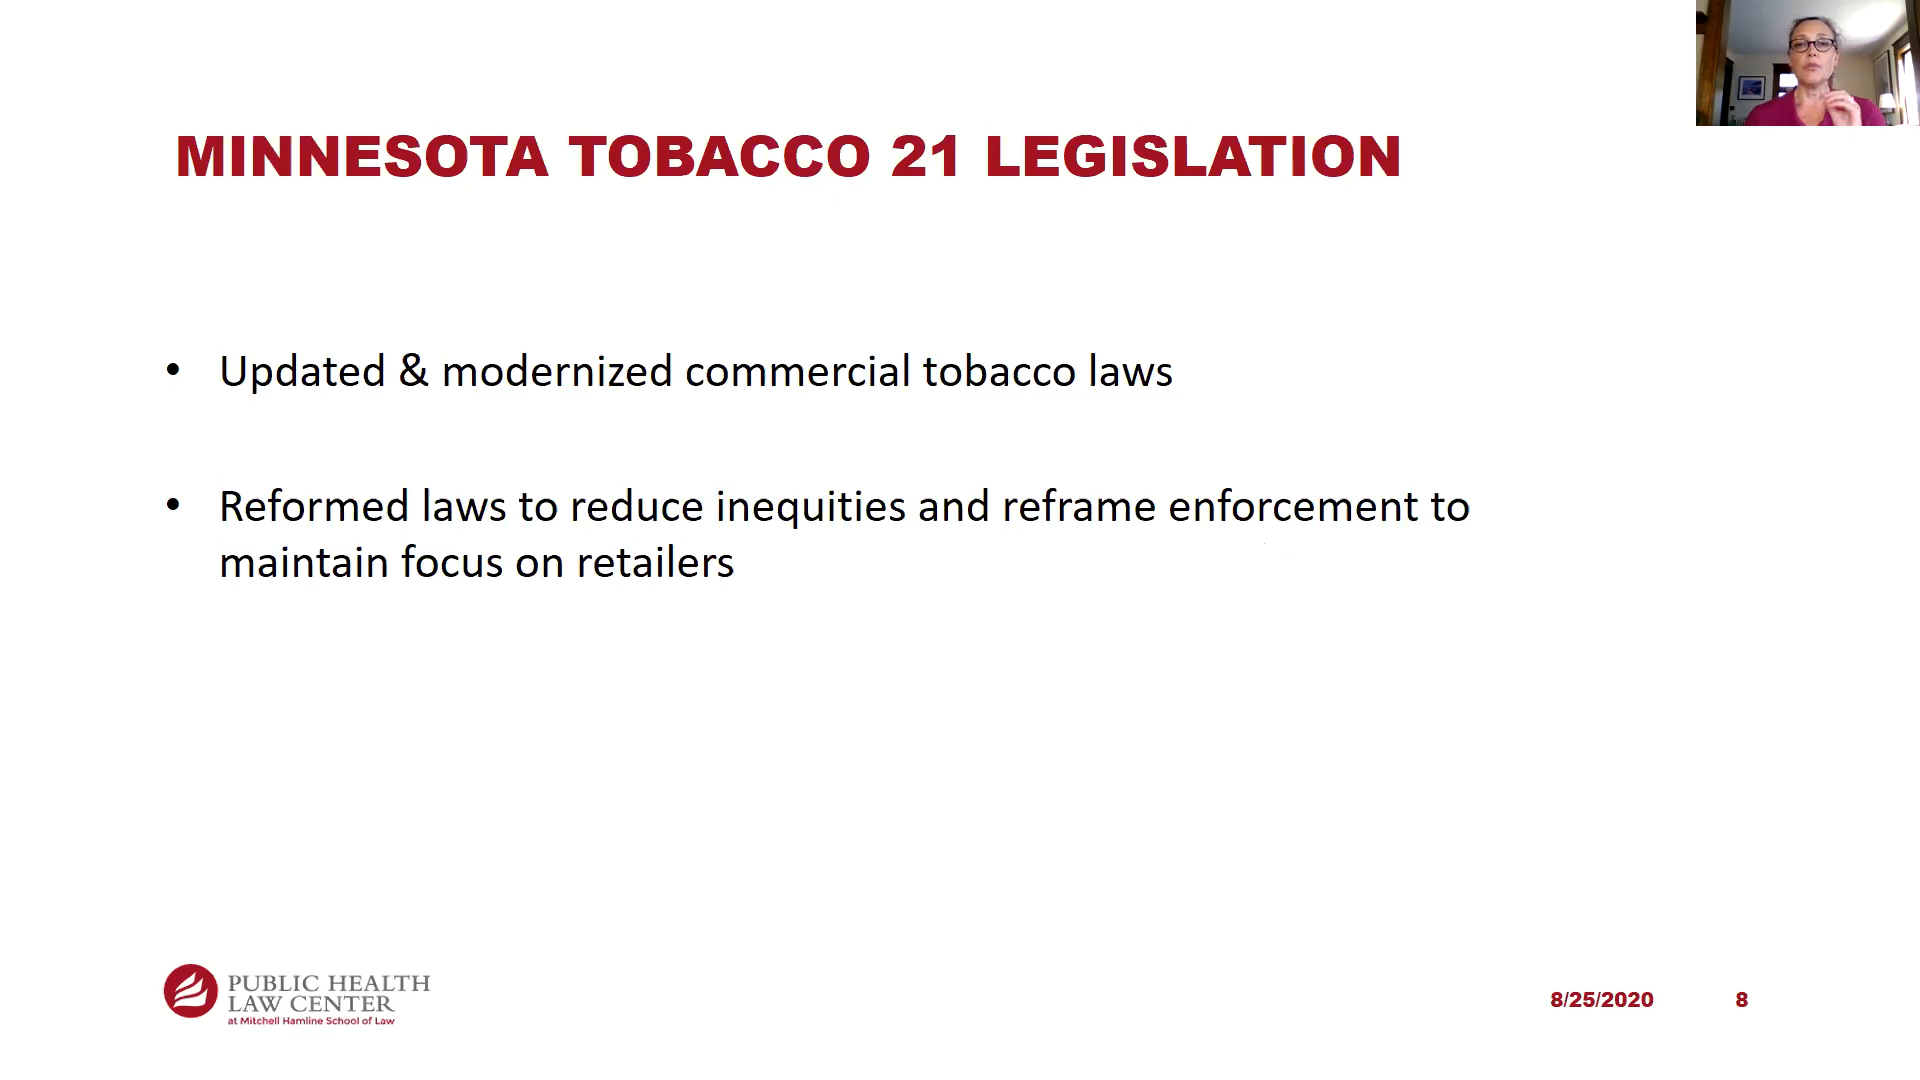 MINNESOTA TOBACCO 21 LEGISLATION
• Updated & modernized commercial tobacco laws
• Reformed laws to reduce inequities and reframe enforcement to
maintain focus on retailers
PUBLIC HEALTH
LAW CENTER
at Mitchell Hamline School of Law
8/25/2020
8